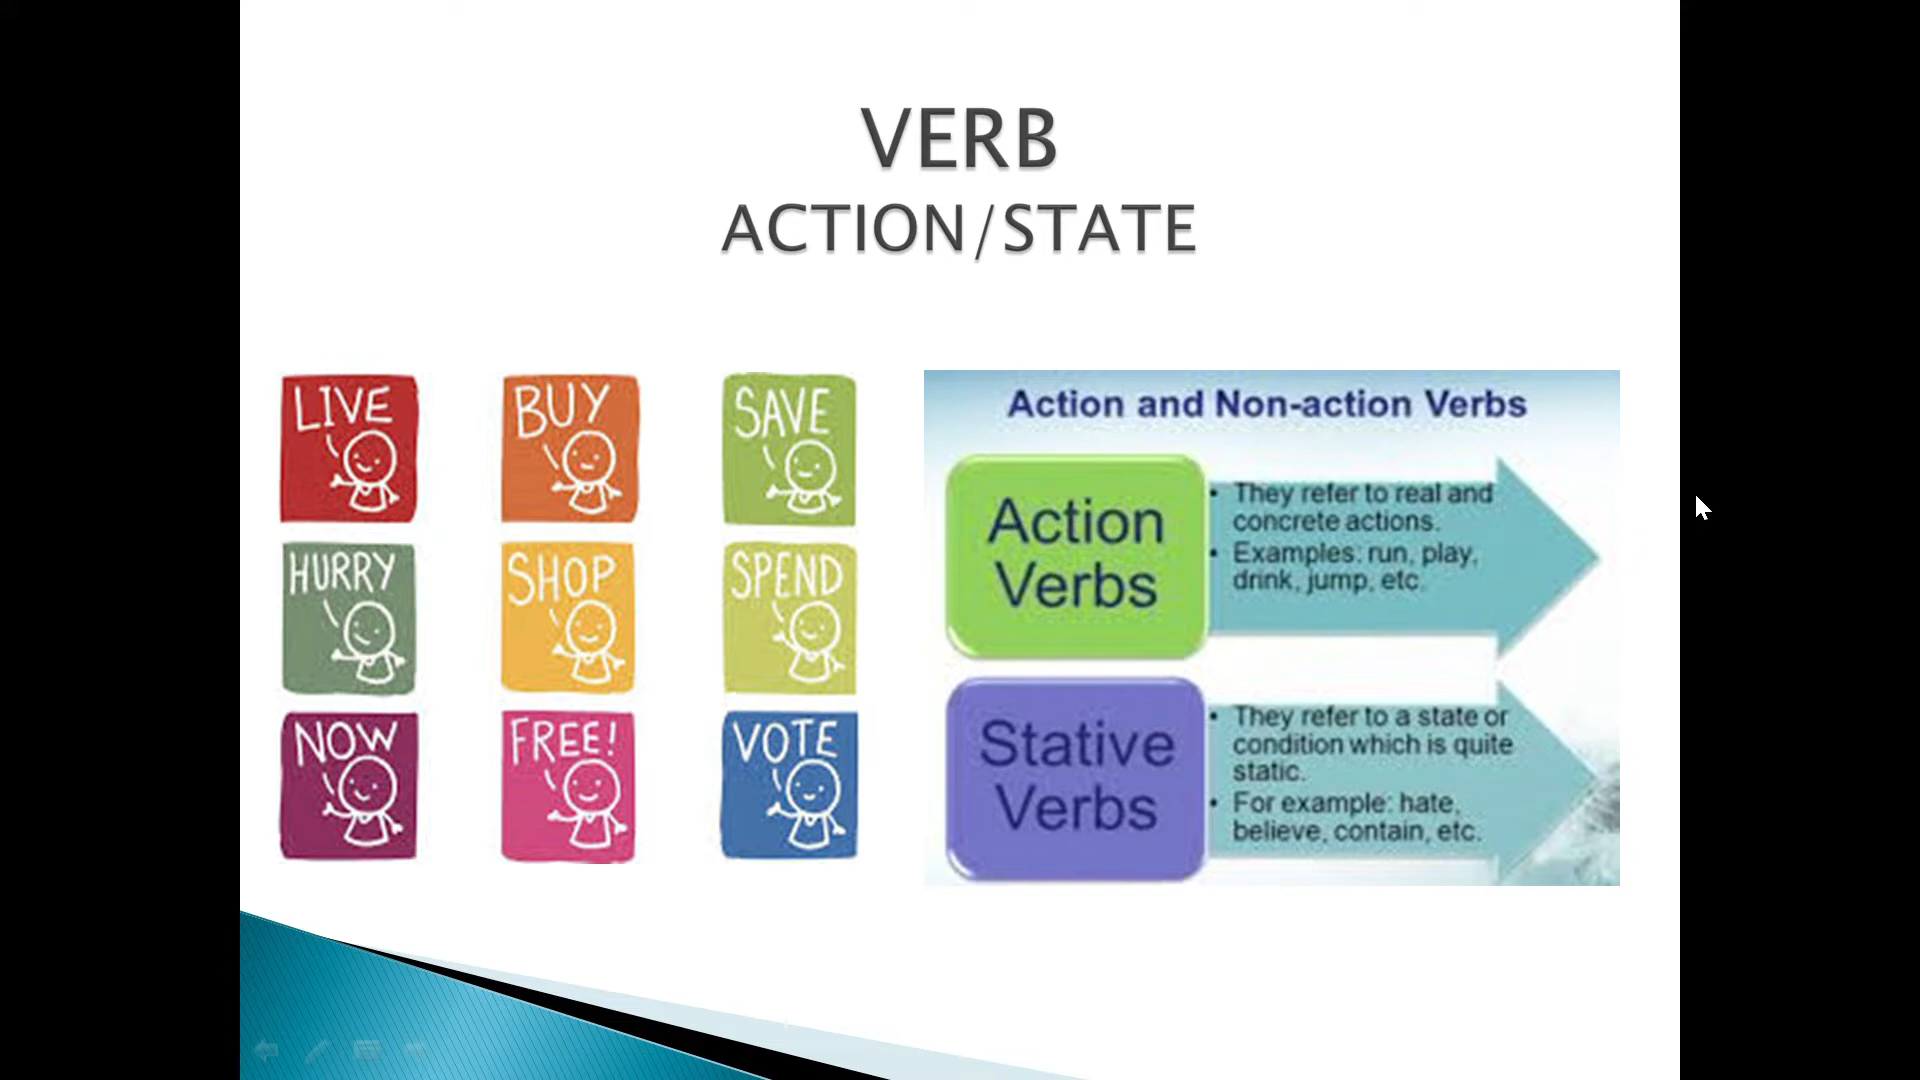 VERB
ACTION/STATE
LIVE
BUY
SAVE
HURRY
SHOP
SPEND
NOW
FREE!
VOTE
Action and Non-action Verbs
Action
Verbs
• They refer to real and
concrete actions.
• Examples: run, play,
drink, jump, etc.
Stative
Verbs
• They refer to a state or
condition which is quite
static.
• For example: hate,
believe, contain, etc.